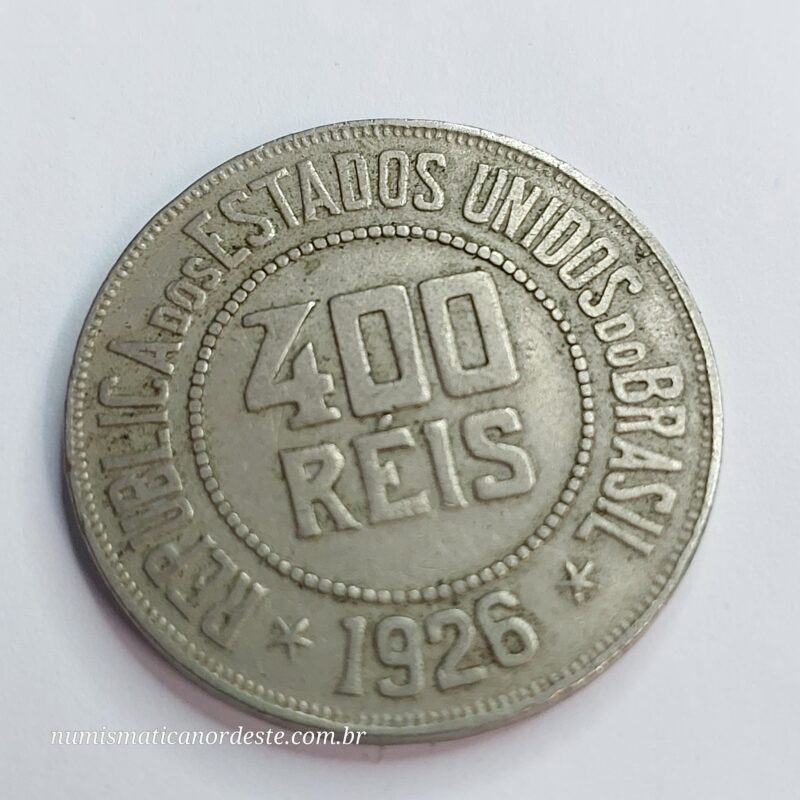 REPUBLICA DOS ESTADOS UNIDOS DO BRASIL
400
RÉIS
1926
numismaticanordeste.com.br